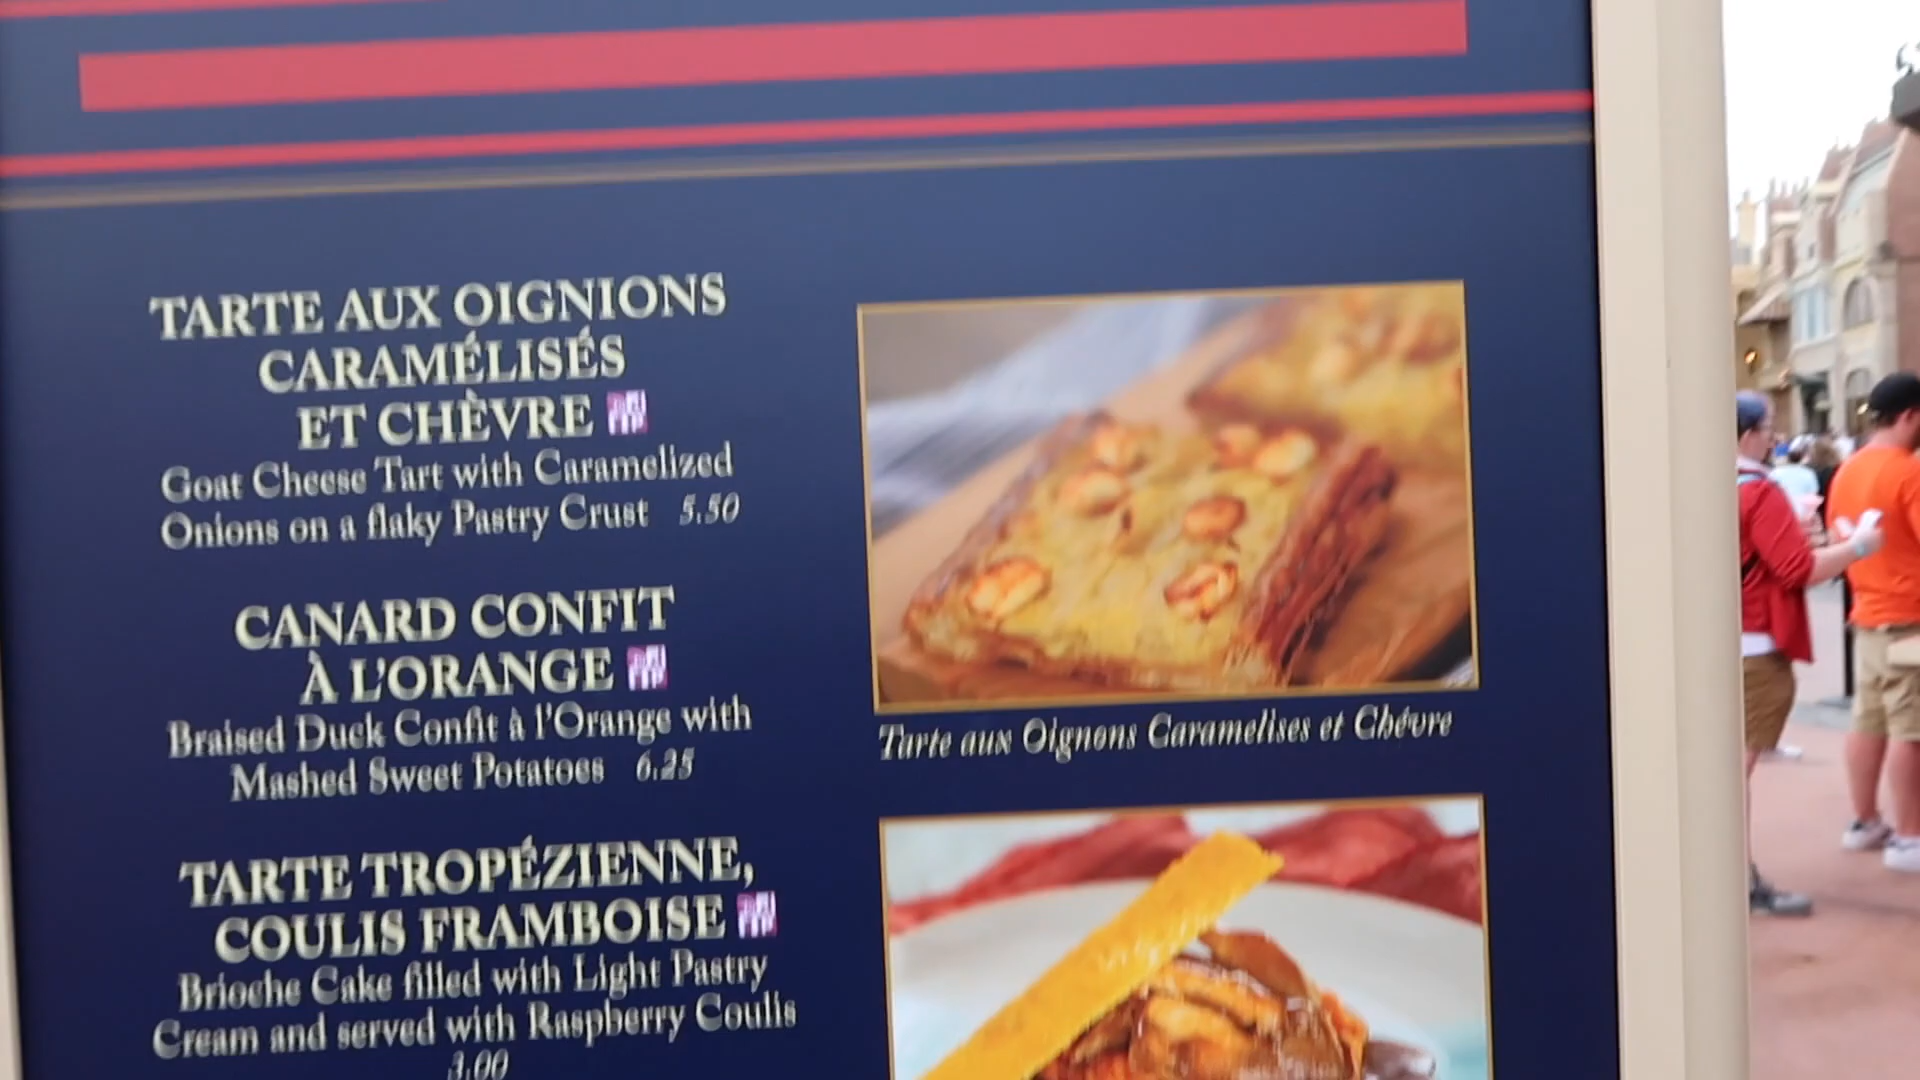 TARTE AUX OIGNIONS
CARAMÉLISÉS
ET CHÈVRE
Goat Cheese Tart with Caramelized
Onions on a flaky Pastry Crust 5.50
CANARD CONFIT
À L'ORANGE
Braised Duck Confit à l'Orange with
Mashed Sweet Potatoes 6.25
TARTE TROPÉZIENNE,
COULIS FRAMBOISE
Brioche Cake filled with Light Pastry
Cream and served with Raspberry Coulis
3.00
Tarte aux Oignons Caramelises et Chévre